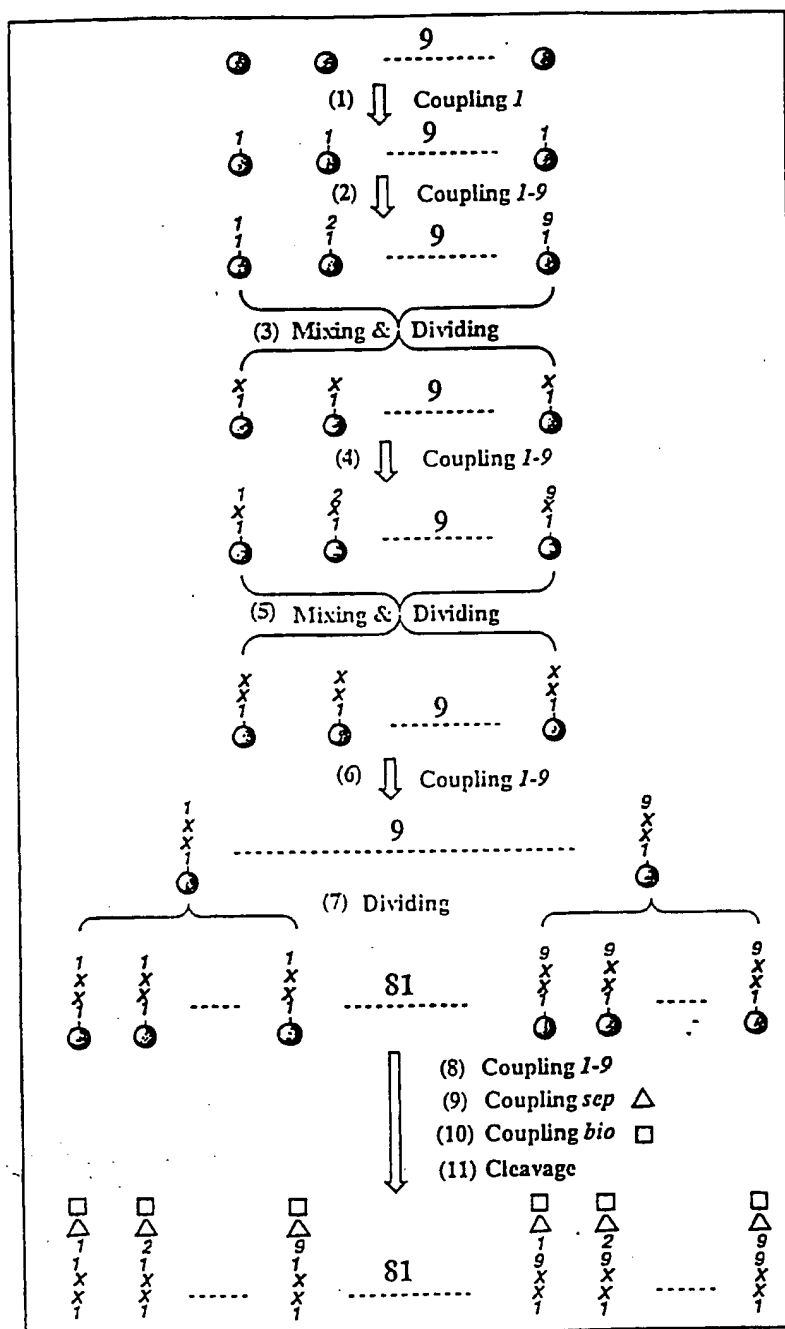 9
(1) Coupling 1
1 1 9 1
(2) Coupling 1-9
1 2 9
1 1 9 1
(3) Mixing & Dividing
x x 9 x
1 1 1
(4) Coupling 1-9
1 2 9
x x 9 x
1 1 1
(5) Mixing & Dividing
x x x
x x 9 x
1 1 1
(6) Coupling 1-9
1 9
x 9 x
x x
1 1
(7) Dividing
1 1 1 9 9 9
x x x x x x
x x x 81 x x x
1 1 1 1 1 1
(8) Coupling 1-9
(9) Coupling sep
(10) Coupling bio
(11) Cleavage
1 2 9 1 2 9
1 1 1 9 9 9
x x x 81 x x x
x x x x x x
1 1 1 1 1 1